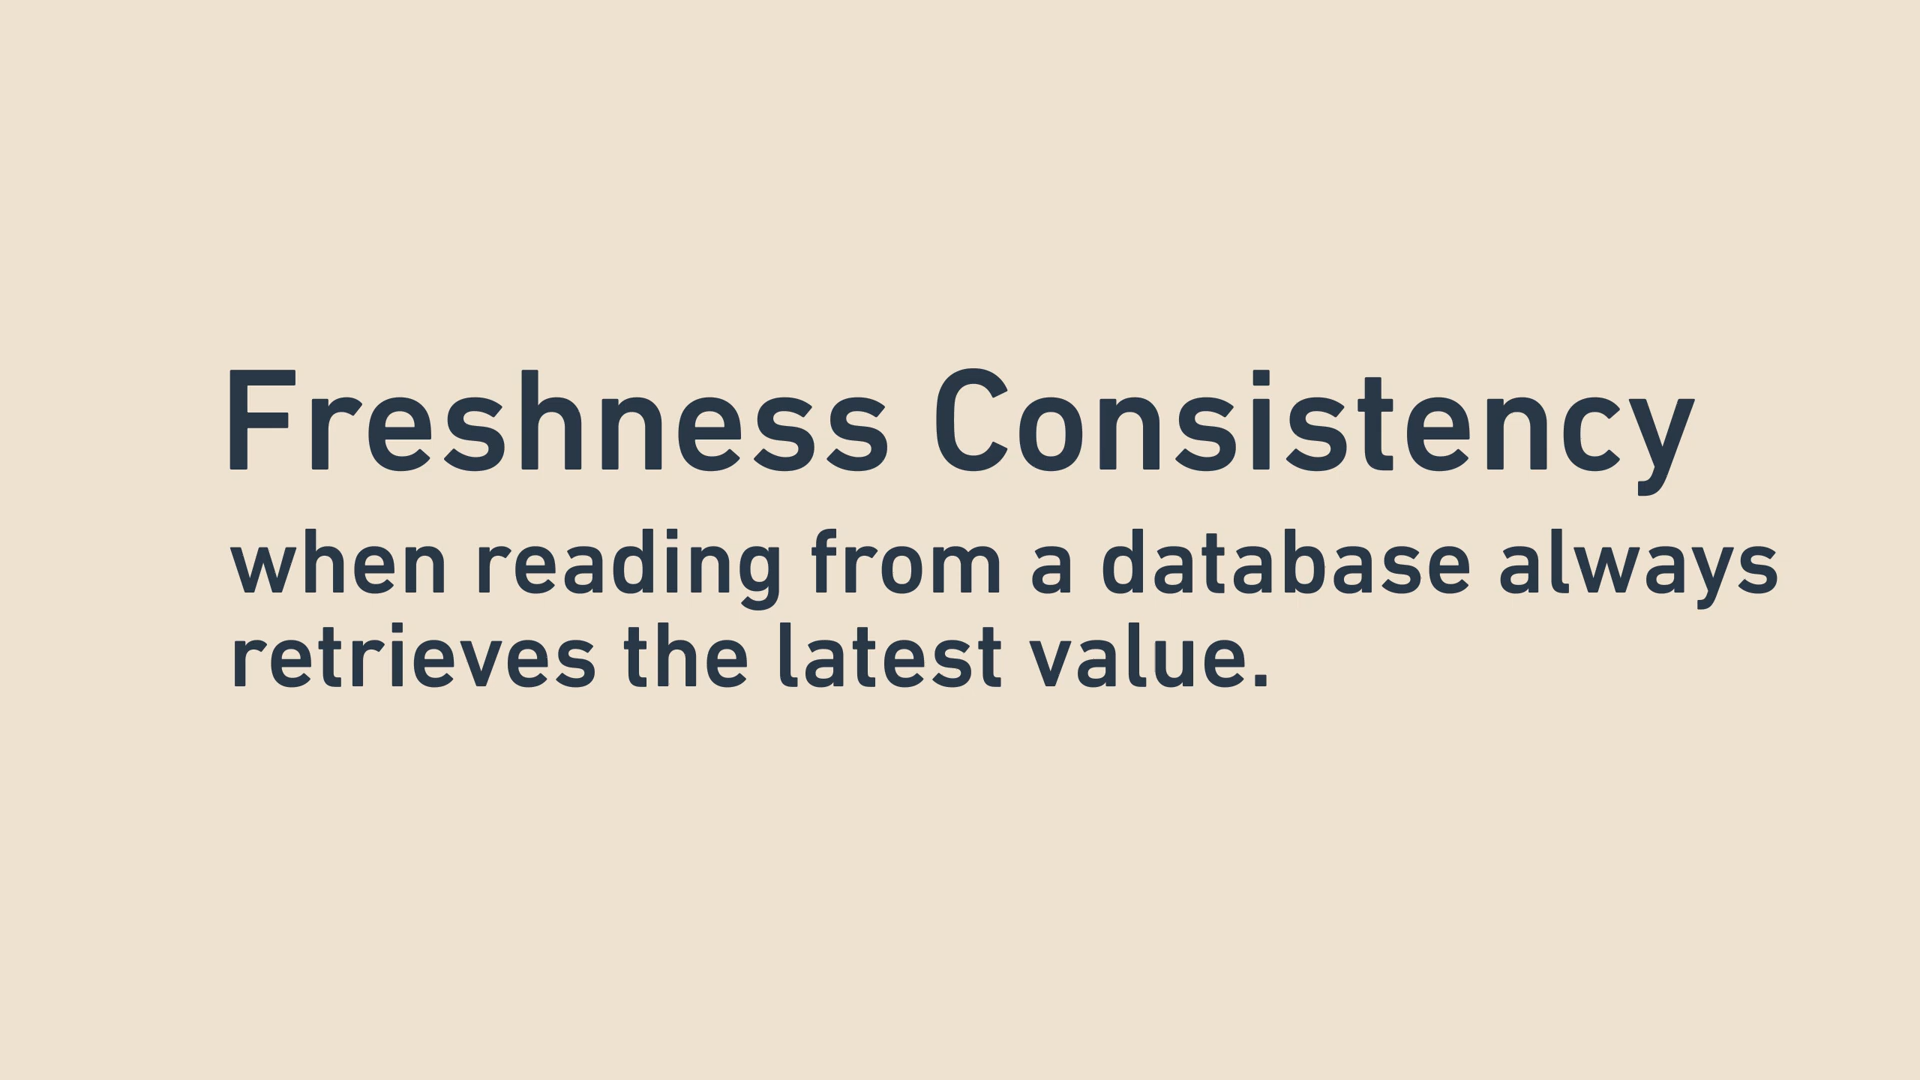 Freshness Consistency
when reading from a database always
retrieves the latest value.